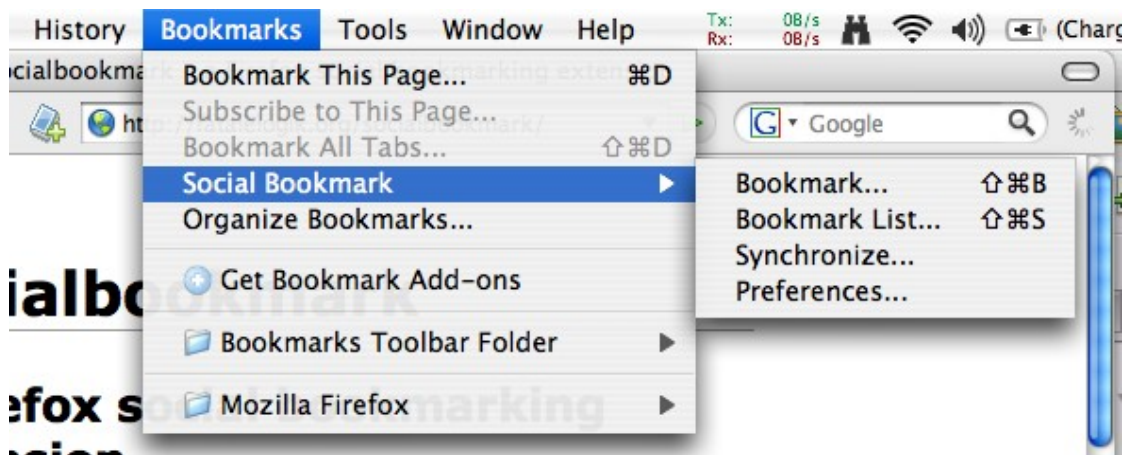 History Bookmarks Tools Window Help Tx: 0B/s (Charg
Rx: 0B/s
Bookmark This Page... ⌘D
Subscribe to This Page...
Google
Bookmark All Tabs... ⇧⌘D
Social Bookmark
Bookmark... ⇧⌘B
Organize Bookmarks...
Bookmark List... ⇧⌘S
Synchronize...
Preferences...
Get Bookmark Add-ons
Bookmarks Toolbar Folder
Mozilla Firefox